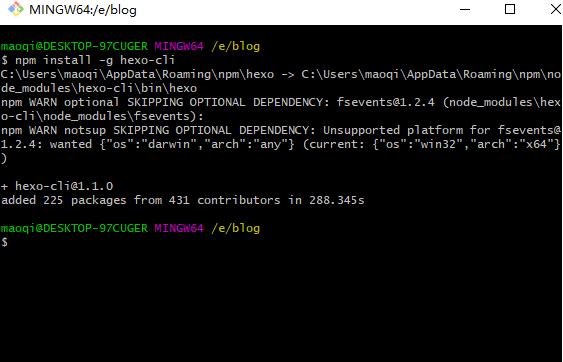 MINGW64:/e/blog
maoqi@DESKTOP-97CUGER MINGW64 /e/blog
$ npm install -g hexo-cli
C:\Users\maoqi\AppData\Roaming\npm\hexo -> C:\Users\maoqi\AppData\Roaming\npm\no
de_modules\hexo-cli\bin\hexo
npm WARN optional SKIPPING OPTIONAL DEPENDENCY: fsevents@1.2.4 (node_modules\hex
o-cli\node_modules\fsevents):
npm WARN notsup SKIPPING OPTIONAL DEPENDENCY: Unsupported platform for fsevents@
1.2.4: wanted {"os":"darwin","arch":"any"} (current: {"os":"win32","arch":"x64"}
)
+ hexo-cli@1.1.0
added 225 packages from 431 contributors in 288.345s
maoqi@DESKTOP-97CUGER MINGW64 /e/blog
$